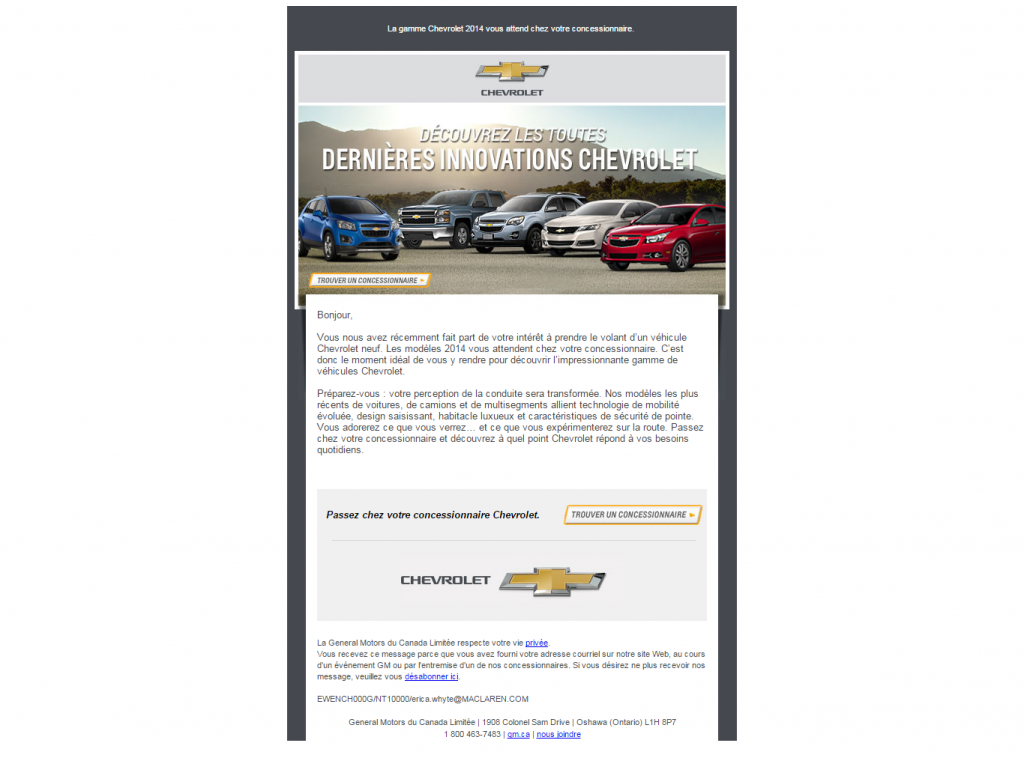 La gamme Chevrolet 2014 vous attend chez votre concessionnaire.
CHEVROLET
DÉCOUVREZ LES TOUTES
DERNIÈRES INNOVATIONS CHEVROLET
TROUVER UN CONCESSIONNAIRE
Bonjour,
Vous nous avez récemment fait part de votre intérêt à prendre le volant d'un véhicule
Chevrolet neuf. Les modèles 2014 vous attendent chez votre concessionnaire. C'est
donc le moment idéal de vous y rendre pour découvrir l'impressionnante gamme de
véhicules Chevrolet.
Préparez-vous : votre perception de la conduite sera transformée. Nos modèles les plus
récents de voitures, de camions et de multisegments allient technologie de mobilité
évoluée, design saisissant, habitacle luxueux et caractéristiques de sécurité de pointe.
Vous adorerez ce que vous verrez… et ce que vous expérimenterez sur la route. Passez
chez votre concessionnaire et découvrez à quel point Chevrolet répond à vos besoins
quotidiens.
Passez chez votre concessionnaire Chevrolet.
TROUVER UN CONCESSIONNAIRE
CHEVROLET
La General Motors du Canada Limitée respecte votre vie privée.
Vous recevez ce message parce que vous avez fourni votre adresse courriel sur notre site Web, au cours
d'un événement GM ou par l'entremise d'un de nos concessionnaires. Si vous désirez ne plus recevoir nos
message, veuillez vous désabonner ici.
EWENCH000G/NT10000/erica.whyte@MACLAREN.COM
General Motors du Canada Limitée | 1908 Colonel Sam Drive | Oshawa (Ontario) L1H 8P7
1 800 463-7483 | gm.ca | nous joindre